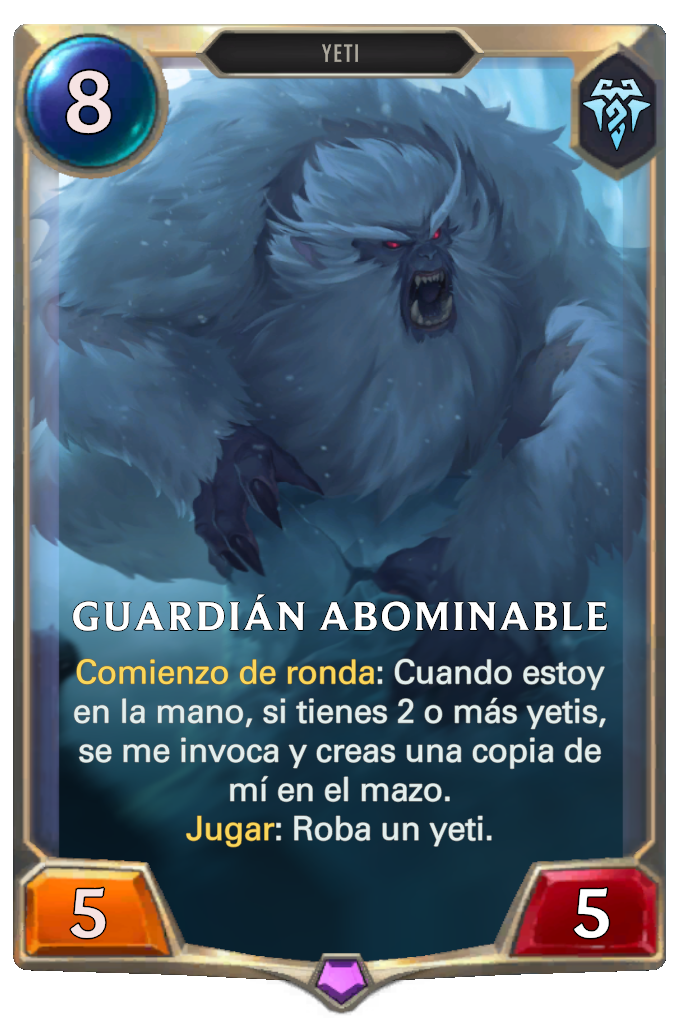 8
YETI
GUARDIÁN ABOMINABLE
Comienzo de ronda: Cuando estoy
en la mano, si tienes 2 o más yetis,
se me invoca y creas una copia de
mí en el mazo.
Jugar: Roba un yeti.
5
5